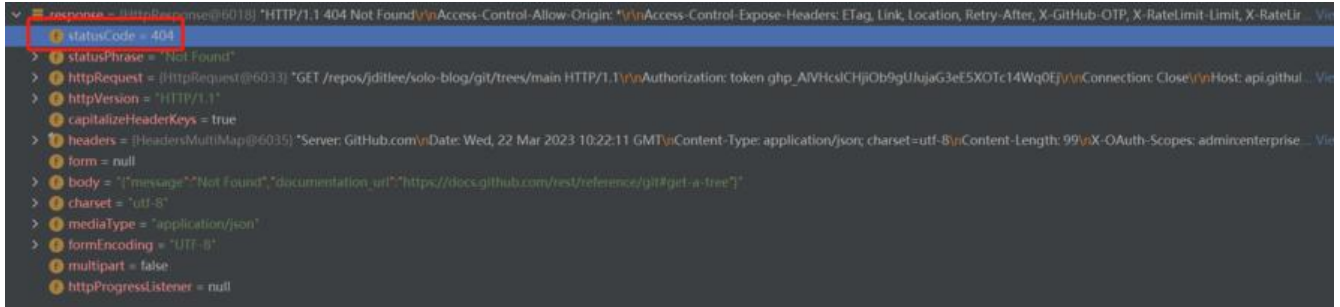 response = {HttpResponse@6018} "HTTP/1.1 404 Not Found\r\nAccess-Control-Allow-Origin: *\r\nAccess-Control-Expose-Headers: ETag, Link, Location, Retry-After, X-GitHub-OTP, X-RateLimit-Limit, X-RateLir... Vie
statusCode = 404
statusPhrase = "Not Found"
httpRequest = {HttpRequest@6033} "GET /repos/jditlee/solo-blog/git/trees/main HTTP/1.1\r\nAuthorization: token \r\nConnection: Close\r\nHost: api.githul... Vie
httpVersion = "HTTP/1.1"
capitalizeHeaderKeys = true
headers = {HeadersMultiMap@6035} "Server: GitHub.com\nDate: Wed, 22 Mar 2023 10:22:11 GMT\nContent-Type: application/json; charset=utf-8\nContent-Length: 99\nX-OAuth-Scopes: admin:enterprise... Vie
form = null
body = "{"message":"Not Found","documentation_url":"https://docs.github.com/rest/reference/git#get-a-tree"}"
charset = "utf-8"
mediaType = "application/json"
formEncoding = "UTF-8"
multipart = false
httpProgressListener = null